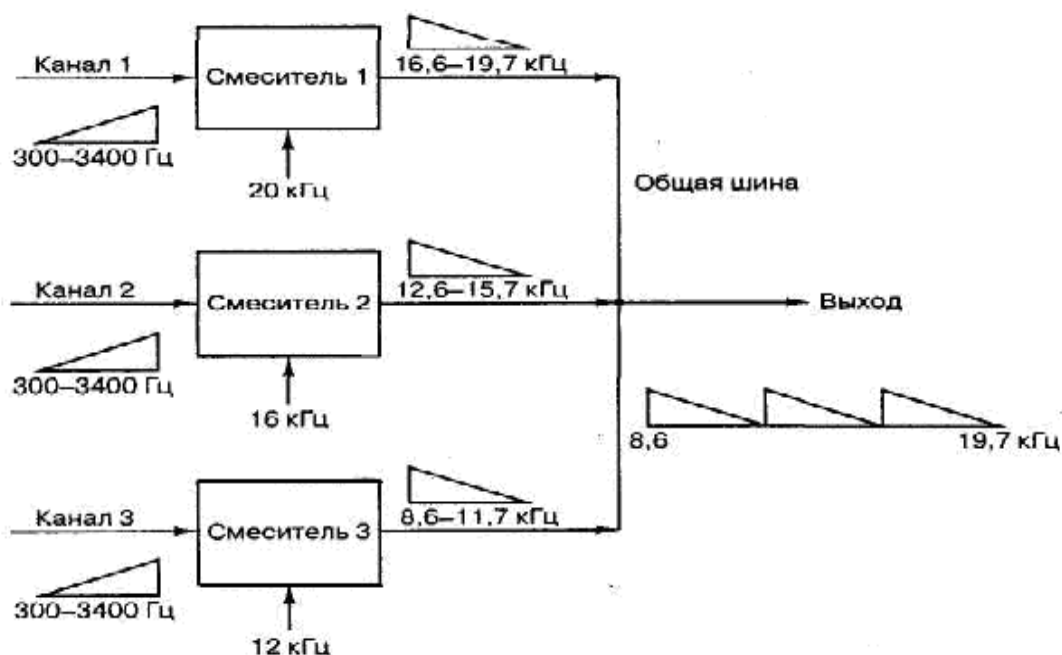 Канал 1
300–3400 Гц
Смеситель 1
20 кГц
16,6–19,7 кГц
Общая шина
Канал 2
300–3400 Гц
Смеситель 2
16 кГц
12,6–15,7 кГц
Выход
8,6
19,7 кГц
Канал 3
300–3400 Гц
Смеситель 3
12 кГц
8,6–11,7 кГц